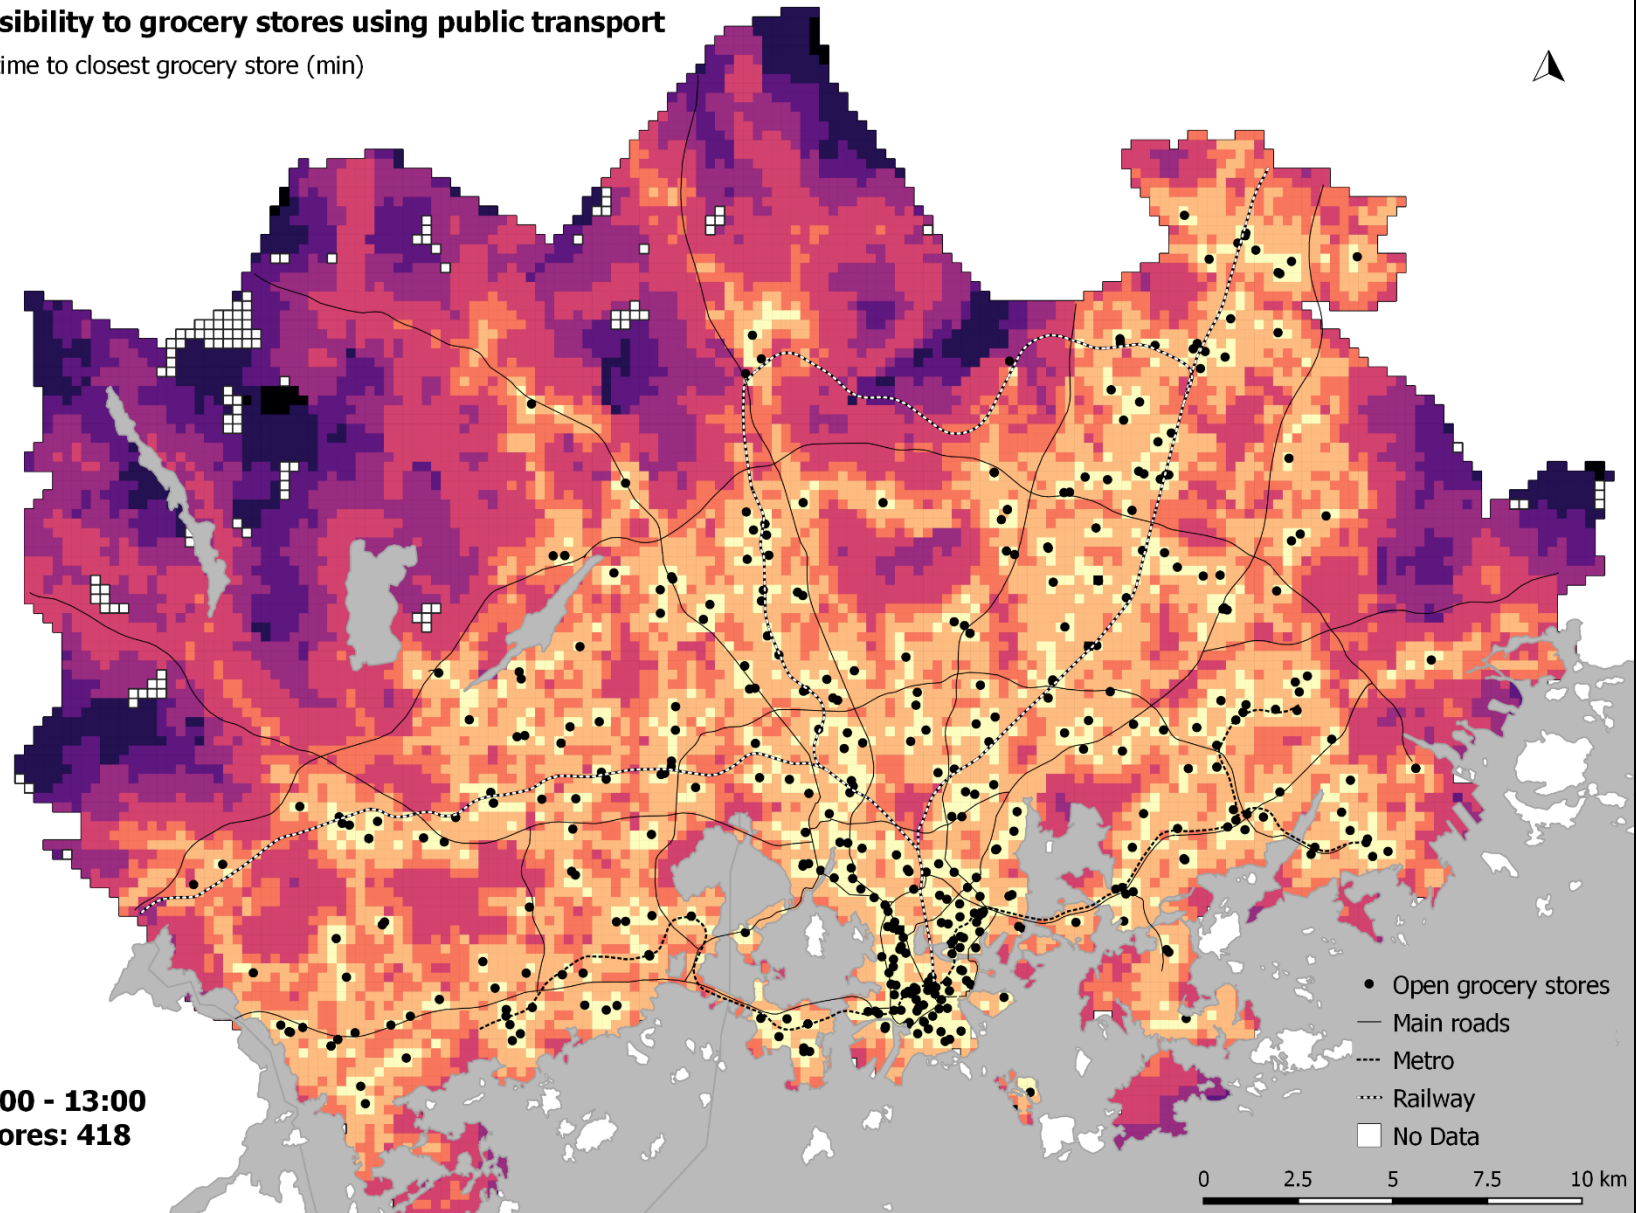 sibility to grocery stores using public transport
ime to closest grocery store (min)
00 - 13:00
ores: 418
Open grocery stores
Main roads
Metro
Railway
No Data
0 2.5 5 7.5 10 km